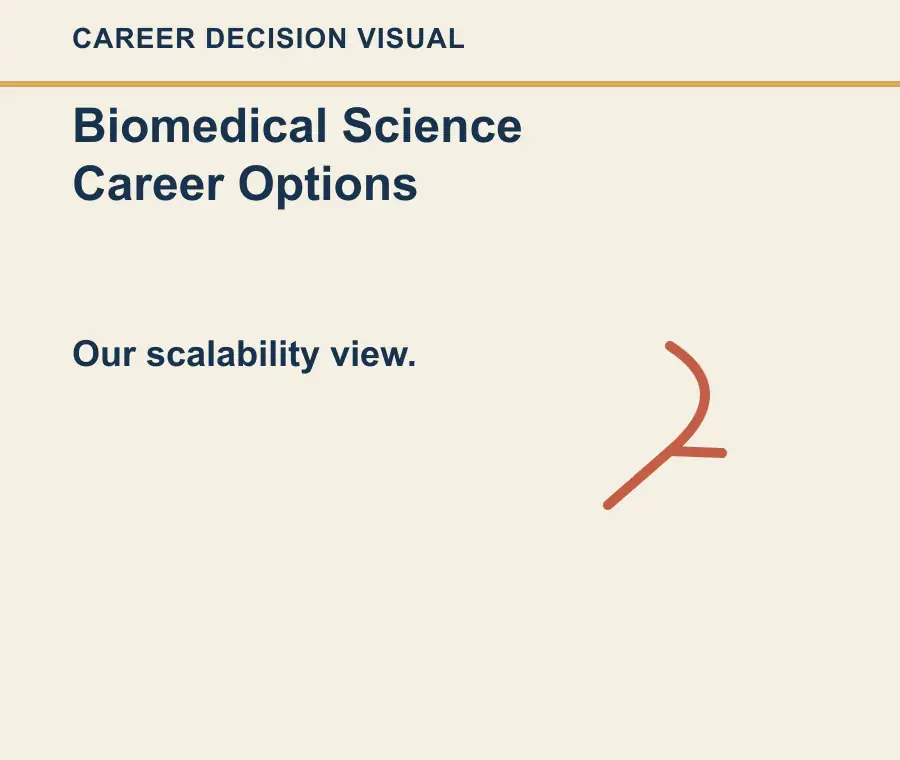 CAREER DECISION VISUAL
Biomedical Science
Career Options
Our scalability view.